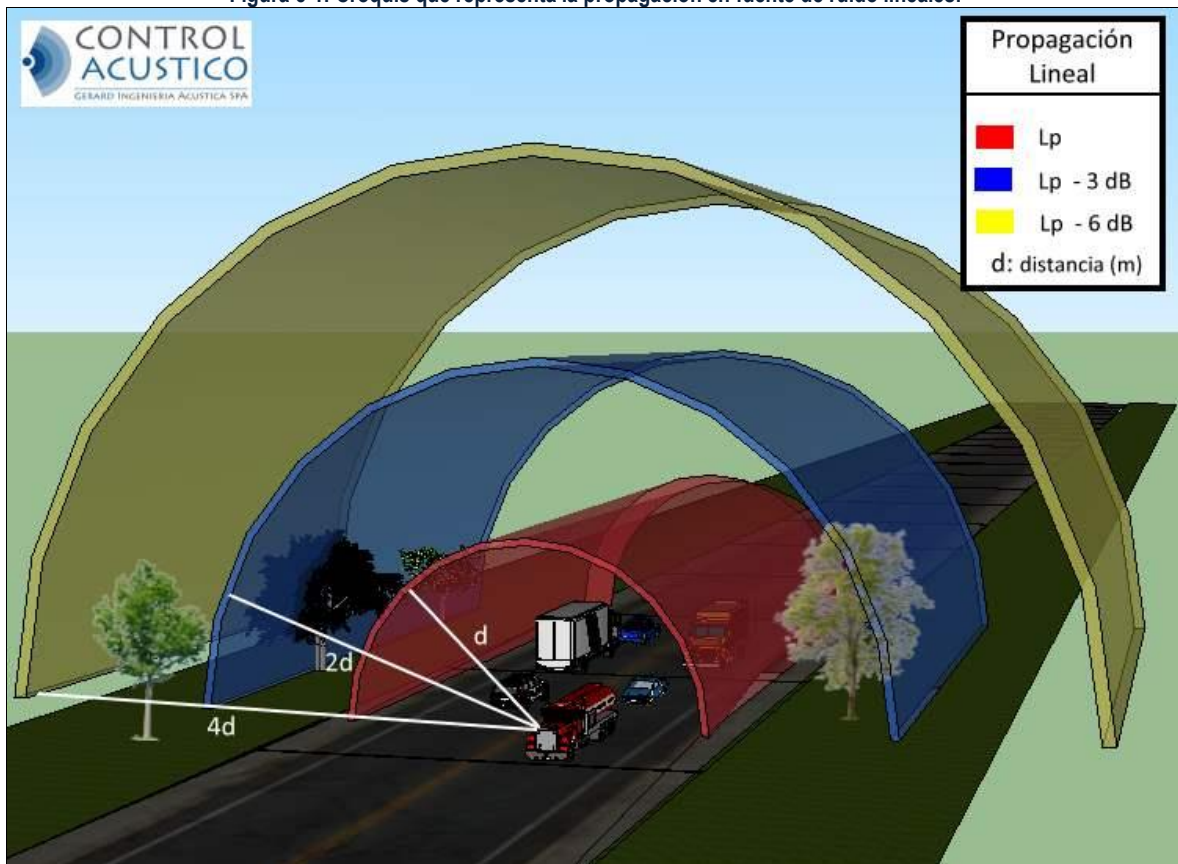 CONTROL
ACUSTICO
GERARD INGENIERIA ACUSTICA SPA
Propagación
Lineal
Lp
Lp - 3 dB
Lp - 6 dB
d: distancia (m)
d
2d
4d